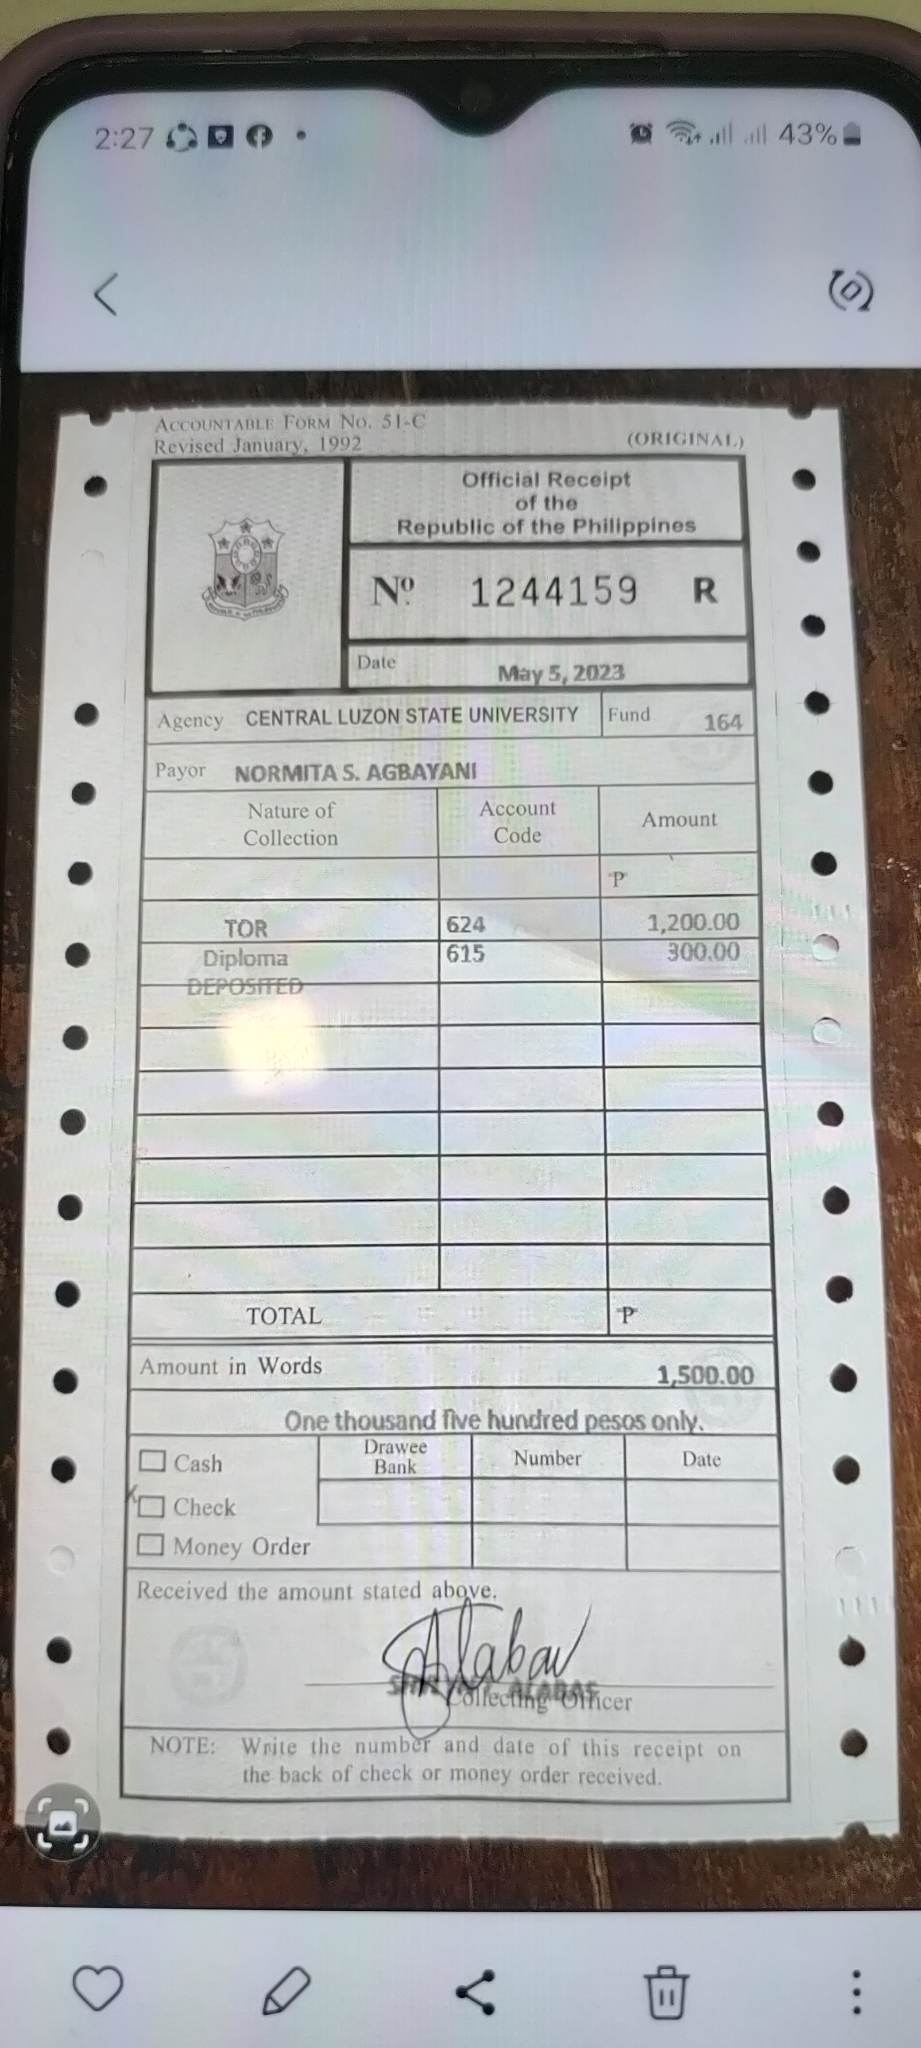 2:27
43%
ACCOUNTABLE FORM NO. 51-C
Revised January, 1992
(ORIGINAL)
Official Receipt
of the
Republic of the Philippines
Nº. 1244159 R
Date May 5, 2023
Agency CENTRAL LUZON STATE UNIVERSITY Fund 164
Payor NORMITA S. AGBAYANI
Nature of Collection Account Code Amount
P
TOR 624 1,200.00
Diploma 615 300.00
DEPOSITED
TOTAL P
Amount in Words 1,500.00
One thousand five hundred pesos only.
Cash Drawee Bank Number Date
Check
Money Order
Received the amount stated above.
Collecting Officer
NOTE: Write the number and date of this receipt on
the back of check or money order received.